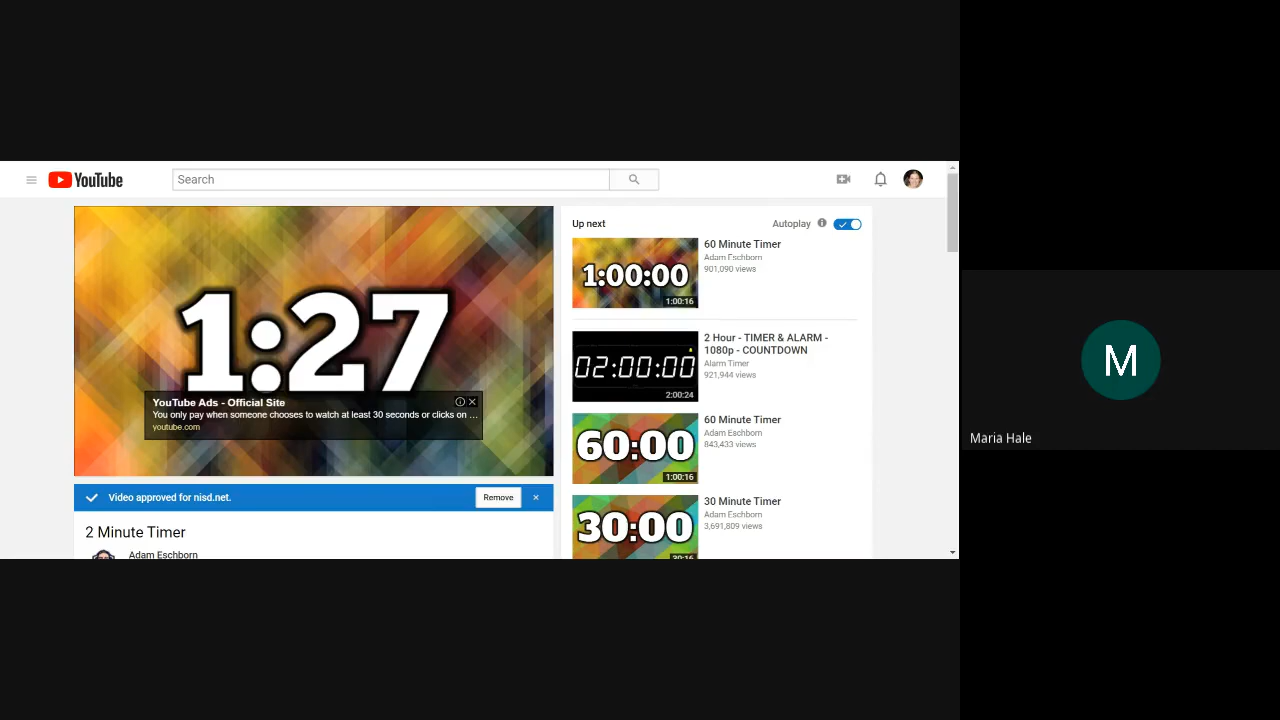 YouTube
Search
1:27
YouTube Ads - Official Site
You only pay when someone chooses to watch at least 30 seconds or clicks on ...
youtube.com
Video approved for nisd.net.
Remove
2 Minute Timer
Adam Eschborn
Up next
Autoplay
1:00:00
1:00:16
60 Minute Timer
Adam Eschborn
901,090 views
02:00:00
2:00:24
2 Hour - TIMER & ALARM -
1080p - COUNTDOWN
Alarm Timer
921,944 views
60:00
1:00:16
60 Minute Timer
Adam Eschborn
843,433 views
30:00
30:16
30 Minute Timer
Adam Eschborn
3,691,809 views
M
Maria Hale